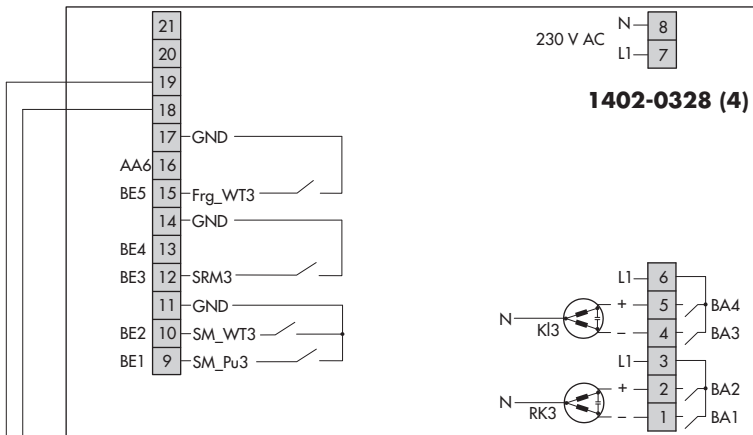 21
20
19
18
17 GND
AA6 16
BE5 15 Frg_WT3
14 GND
BE4 13
BE3 12 SRM3
11 GND
BE2 10 SM_WT3
BE1 9 SM_Pu3
230 V AC
N 8
L1 7
1402-0328 (4)
L1 6
+ 5 BA4
N Kl3
− 4 BA3
L1 3
+ 2 BA2
N RK3
− 1 BA1